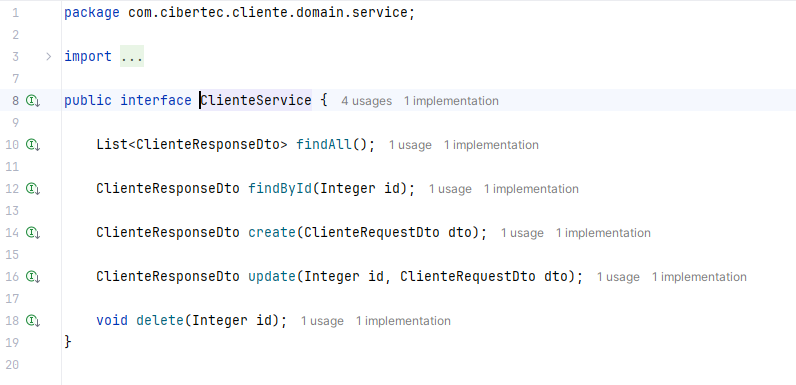 1 package com.cibertec.cliente.domain.service;
2
3 import ...
7
8 public interface ClienteService { 4 usages 1 implementation
9
10 List<ClienteResponseDto> findAll(); 1 usage 1 implementation
11
12 ClienteResponseDto findById(Integer id); 1 usage 1 implementation
13
14 ClienteResponseDto create(ClienteRequestDto dto); 1 usage 1 implementation
15
16 ClienteResponseDto update(Integer id, ClienteRequestDto dto); 1 usage 1 implementation
17
18 void delete(Integer id); 1 usage 1 implementation
19 }
20